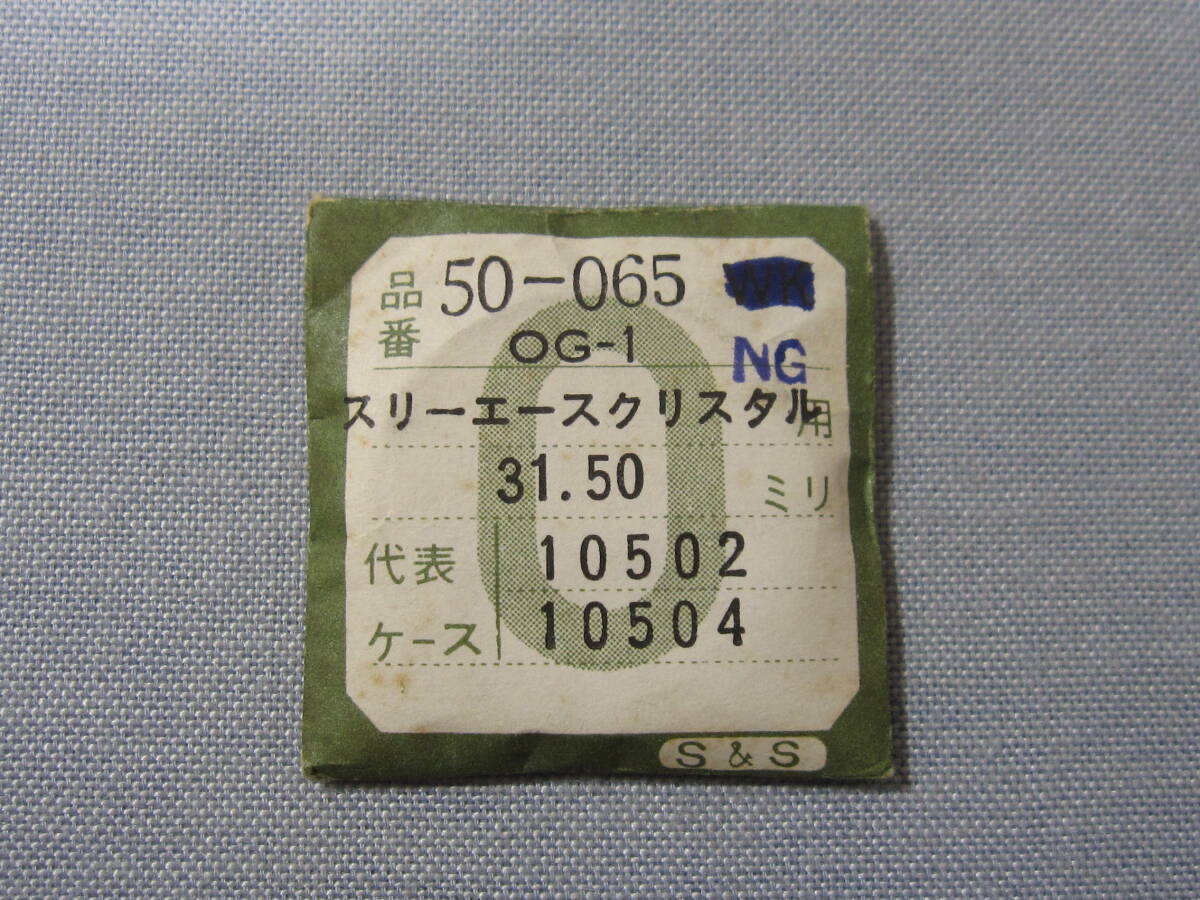 品番 50-065 WK
OG-1 NG
スリーエースクリスタル用
31.50 ミリ
代表 10502
ケース 10504
S & S